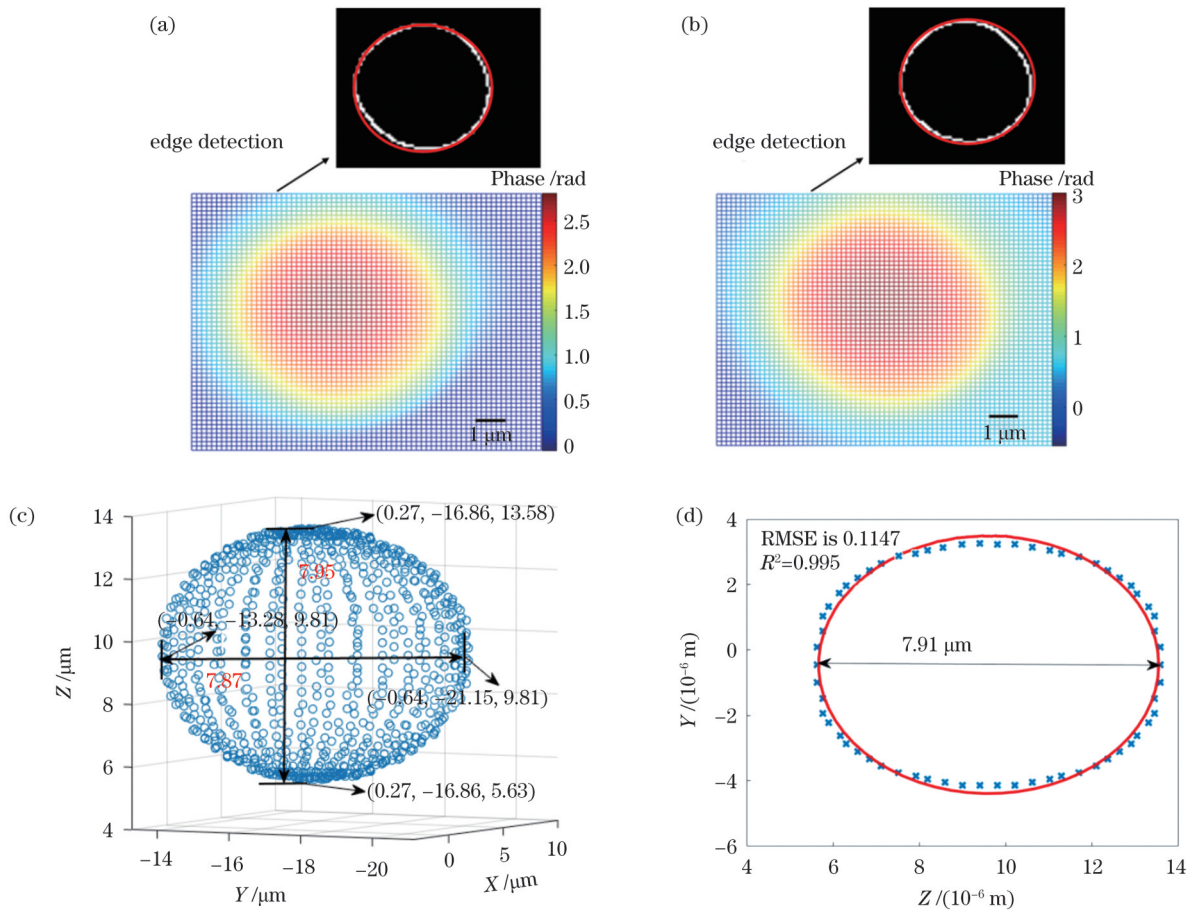 (a)
edge detection
Phase /rad
2.5
2.0
1.5
1.0
0.5
0
1 μm
(b)
edge detection
Phase /rad
3
2
1
0
1 μm
(c)
14
12
10
8
6
4
Z /μm
(0.27, −16.86, 13.58)
7.95
(−0.64, −13.28, 9.81)
7.87
(−0.64, −21.15, 9.81)
(0.27, −16.86, 5.63)
−14
−16
−18
−20
Y /μm
0
5
10
X /μm
(d)
RMSE is 0.1147
R²=0.995
7.91 μm
4
2
0
−2
−4
−6
Y /(10⁻⁶ m)
4
6
8
10
12
14
Z /(10⁻⁶ m)